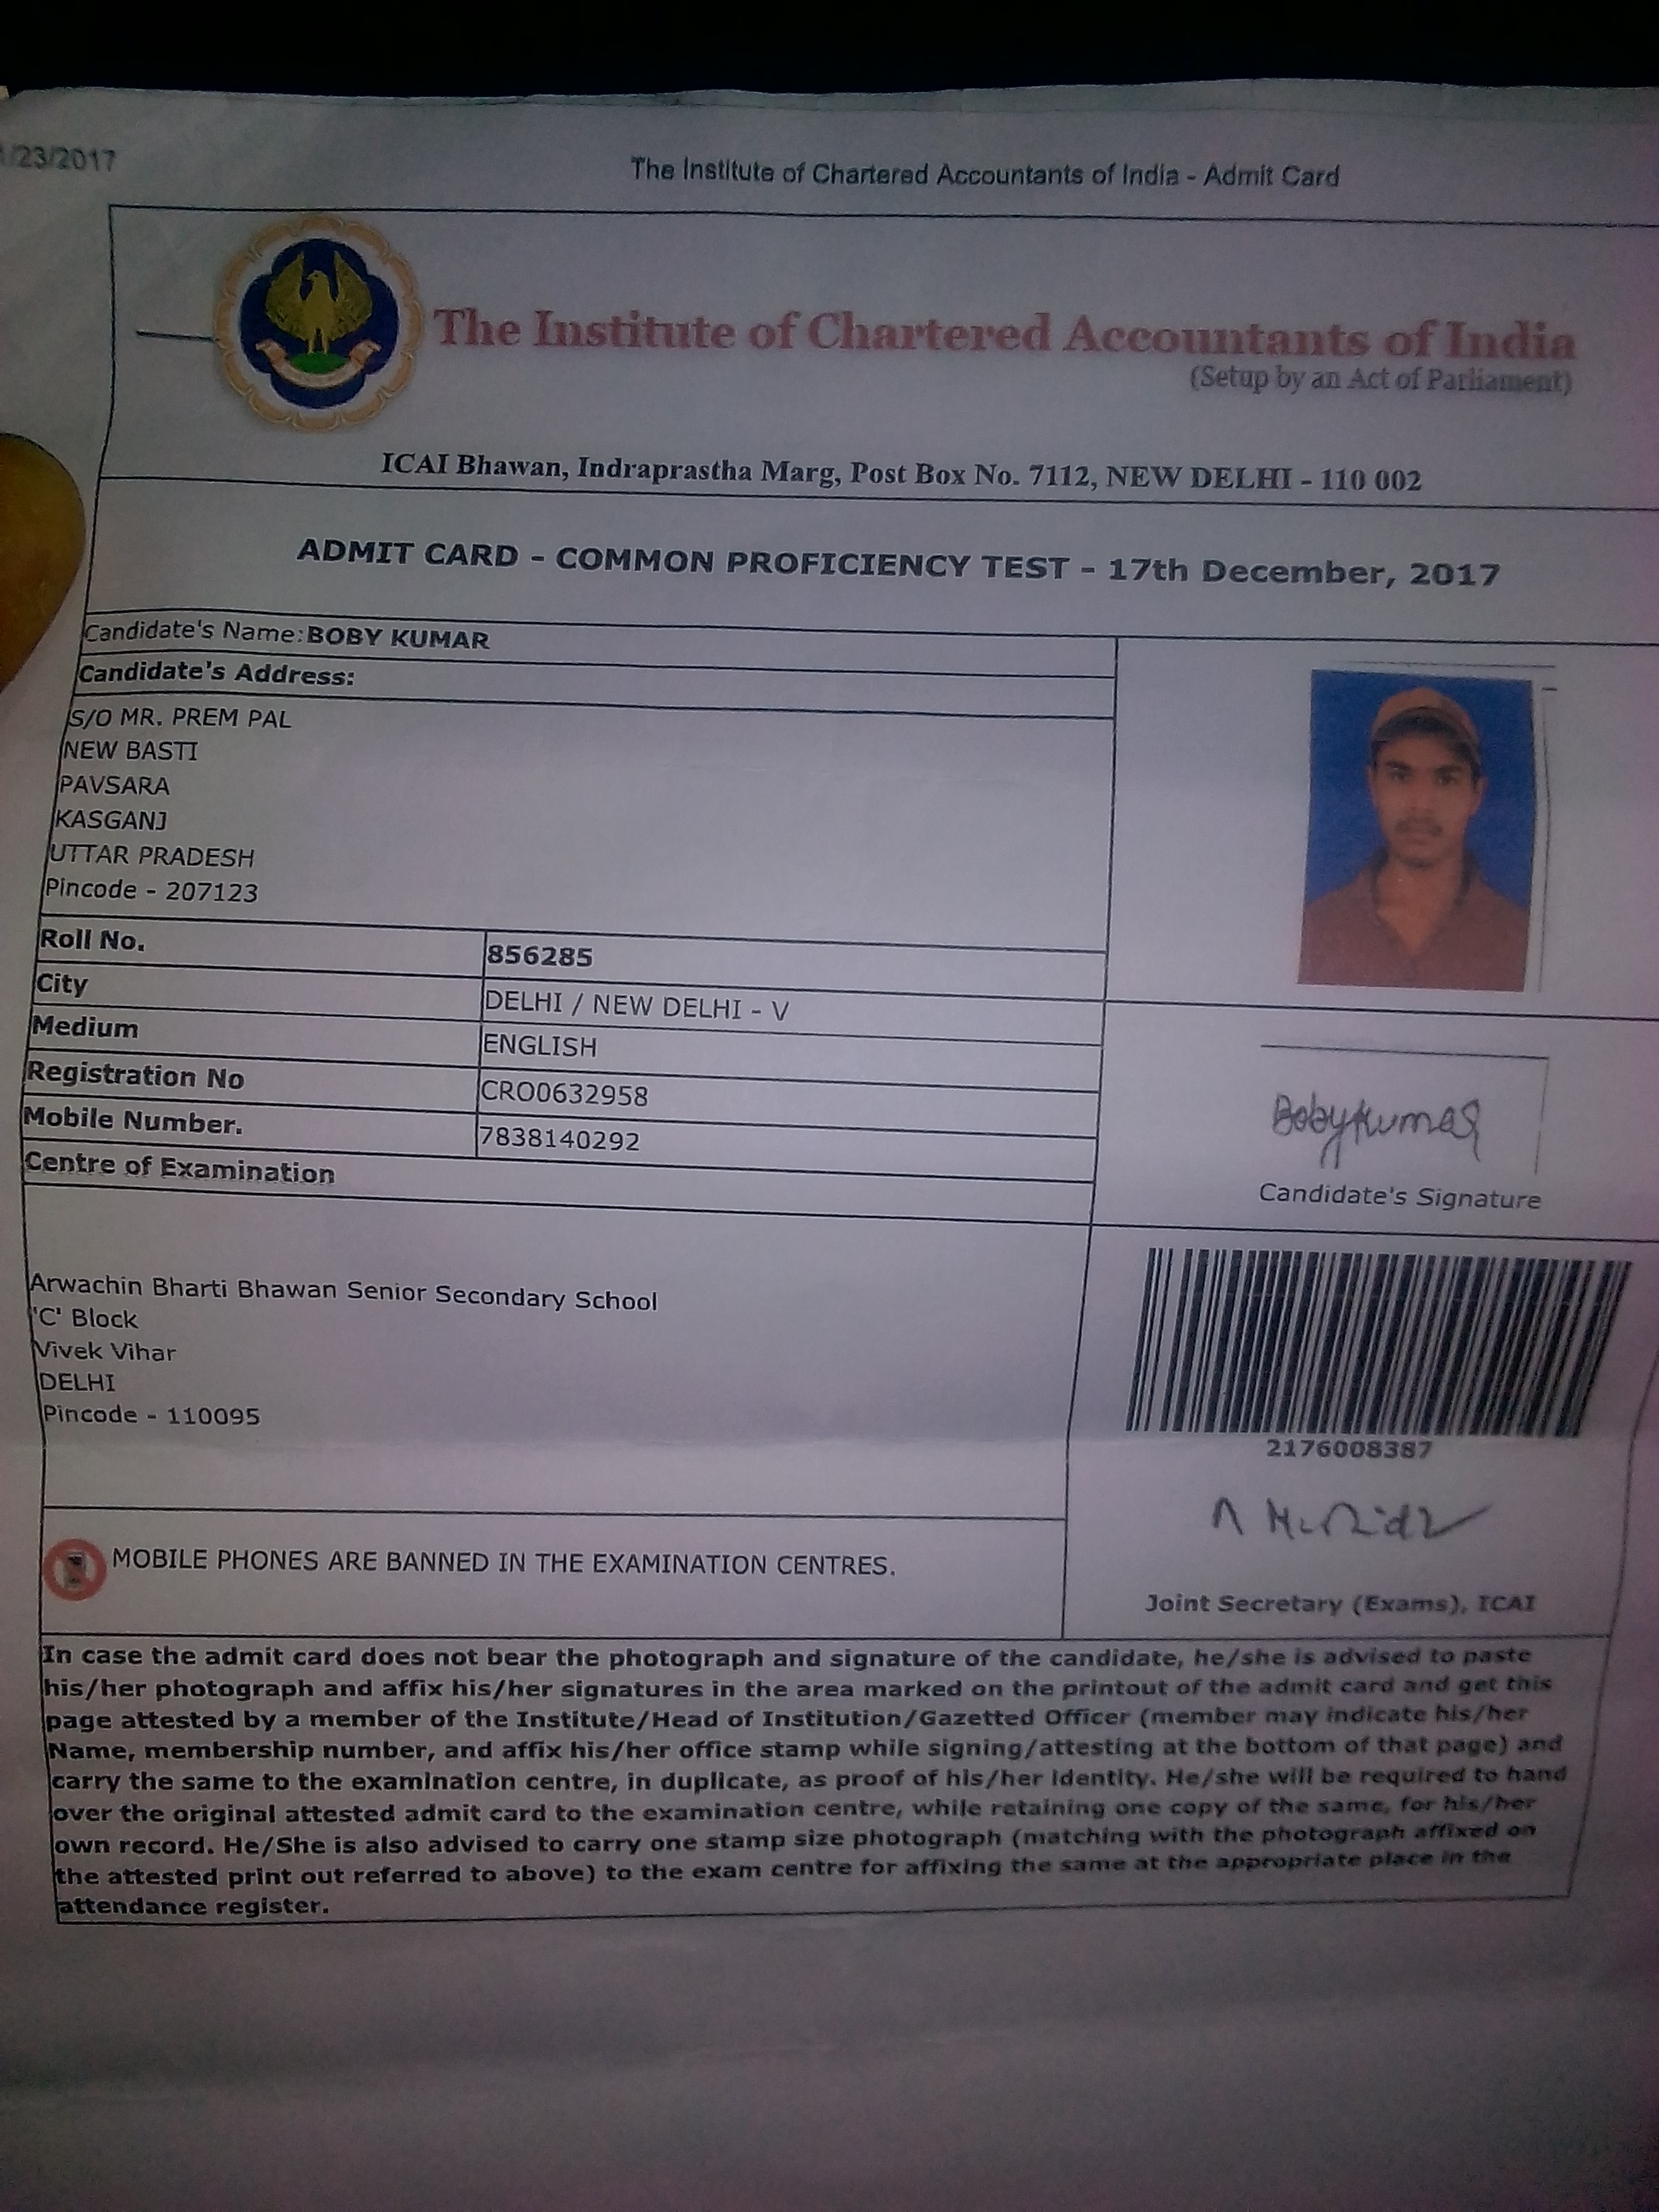 /23/2017
The Institute of Chartered Accountants of India - Admit Card
The Institute of Chartered Accountants of India
(Setup by an Act of Parliament)
ICAI Bhawan, Indraprastha Marg, Post Box No. 7112, NEW DELHI - 110 002
ADMIT CARD - COMMON PROFICIENCY TEST - 17th December, 2017
Candidate's Name:BOBY KUMAR
Candidate's Address:
S/O MR. PREM PAL
NEW BASTI
PAVSARA
KASGANJ
UTTAR PRADESH
Pincode - 207123
Roll No. 856285
City DELHI / NEW DELHI - V
Medium ENGLISH
Registration No CRO0632958
Mobile Number. 7838140292
Boby Kumar
Candidate's Signature
Centre of Examination
Arwachin Bharti Bhawan Senior Secondary School
'C' Block
Vivek Vihar
DELHI
Pincode - 110095
2176008387
MOBILE PHONES ARE BANNED IN THE EXAMINATION CENTRES.
Joint Secretary (Exams), ICAI
In case the admit card does not bear the photograph and signature of the candidate, he/she is advised to paste
his/her photograph and affix his/her signatures in the area marked on the printout of the admit card and get this
page attested by a member of the Institute/Head of Institution/Gazetted Officer (member may indicate his/her
Name, membership number, and affix his/her office stamp while signing/attesting at the bottom of that page) and
carry the same to the examination centre, in duplicate, as proof of his/her identity. He/she will be required to hand
over the original attested admit card to the examination centre, while retaining one copy of the same, for his/her
own record. He/She is also advised to carry one stamp size photograph (matching with the photograph affixed on
the attested print out referred to above) to the exam centre for affixing the same at the appropriate place in the
attendance register.